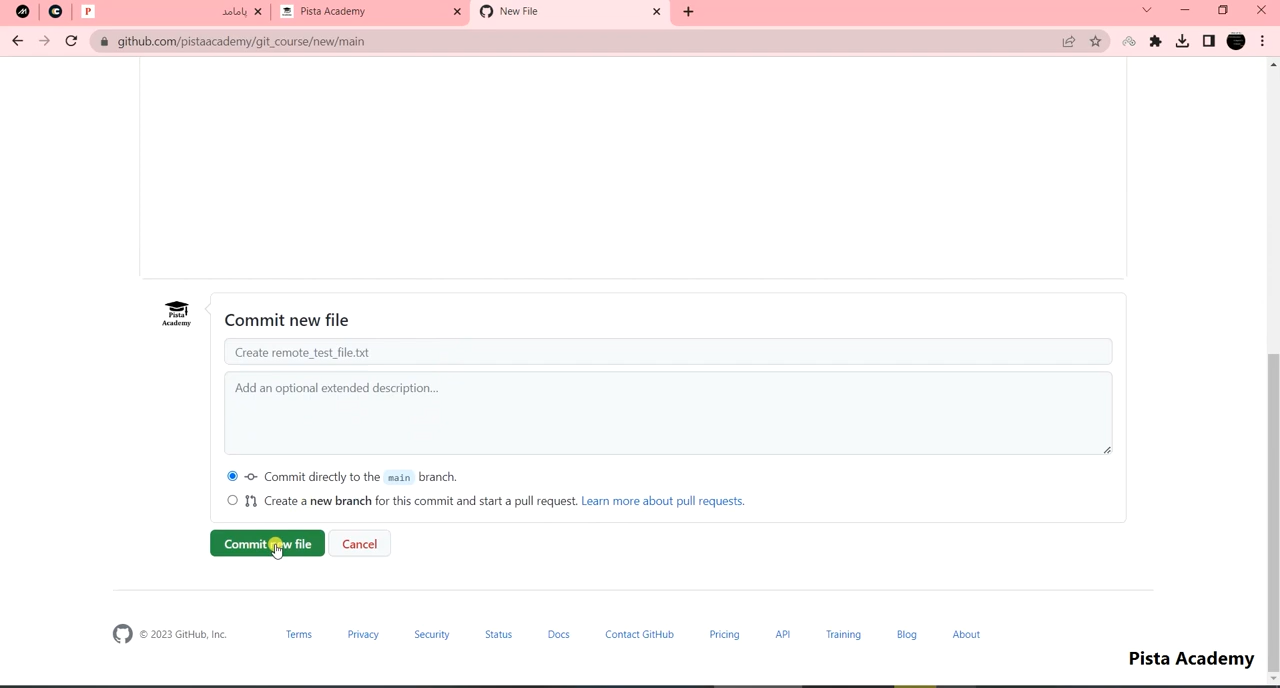 P
پامامد
Pista Academy
New File
github.com/pistaacademy/git_course/new/main
Pista
Academy
Commit new file
Create remote_test_file.txt
Add an optional extended description...
Commit directly to the main branch.
Create a new branch for this commit and start a pull request. Learn more about pull requests.
Commit new file
Cancel
© 2023 GitHub, Inc.
Terms
Privacy
Security
Status
Docs
Contact GitHub
Pricing
API
Training
Blog
About
Pista Academy